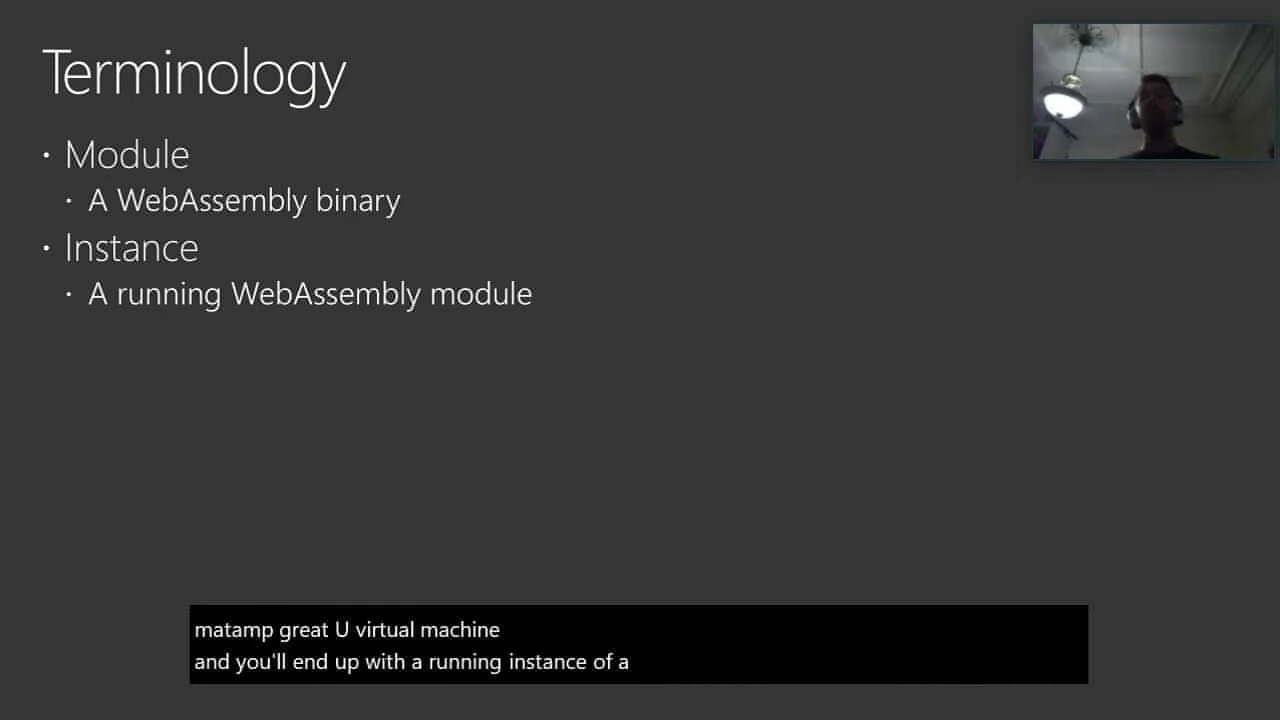 Terminology
• Module
• A WebAssembly binary
• Instance
• A running WebAssembly module
matamp great U virtual machine
and you'll end up with a running instance of a